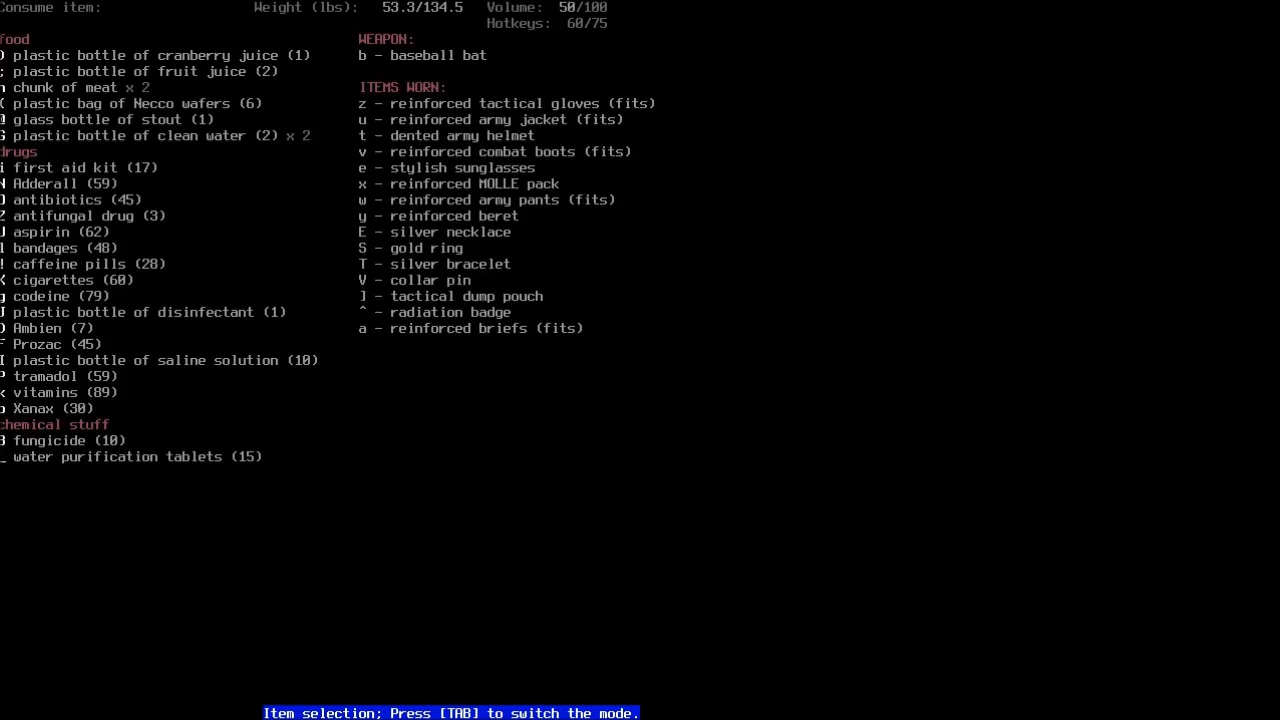 Consume item: Weight (lbs): 53.3/134.5 Volume: 50/100
Hotkeys: 60/75
food
plastic bottle of cranberry juice (1)
; plastic bottle of fruit juice (2)
chunk of meat x 2
plastic bag of Necco wafers (6)
glass bottle of stout (1)
plastic bottle of clean water (2) x 2
drugs
i first aid kit (17)
Adderall (59)
antibiotics (45)
antifungal drug (3)
aspirin (62)
bandages (48)
! caffeine pills (28)
cigarettes (60)
codeine (79)
plastic bottle of disinfectant (1)
Ambien (7)
Prozac (45)
plastic bottle of saline solution (10)
tramadol (59)
vitamins (89)
Xanax (30)
chemical stuff
fungicide (10)
_ water purification tablets (15)
WEAPON:
b - baseball bat
ITEMS WORN:
z - reinforced tactical gloves (fits)
u - reinforced army jacket (fits)
t - dented army helmet
v - reinforced combat boots (fits)
e - stylish sunglasses
x - reinforced MOLLE pack
w - reinforced army pants (fits)
y - reinforced beret
E - silver necklace
S - gold ring
T - silver bracelet
V - collar pin
] - tactical dump pouch
^ - radiation badge
a - reinforced briefs (fits)
Item selection; Press [TAB] to switch the mode.